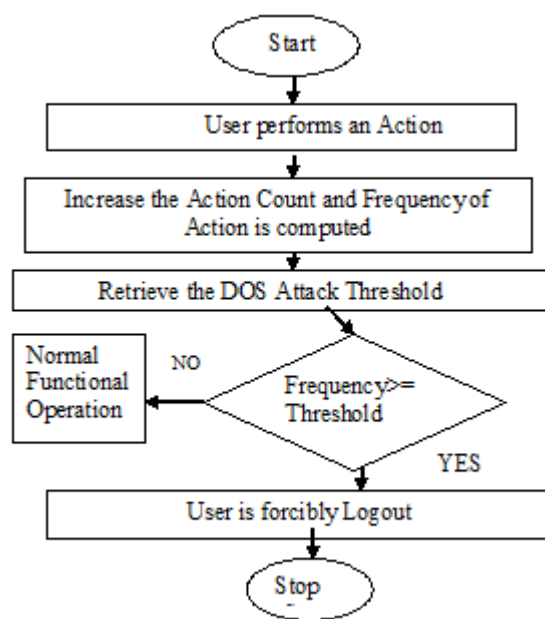 Start
User performs an Action
Increase the Action Count and Frequency of
Action is computed
Retrieve the DOS Attack Threshold
Normal
Functional
Operation
NO
Frequency>=
Threshold
YES
User is forcibly Logout
Stop